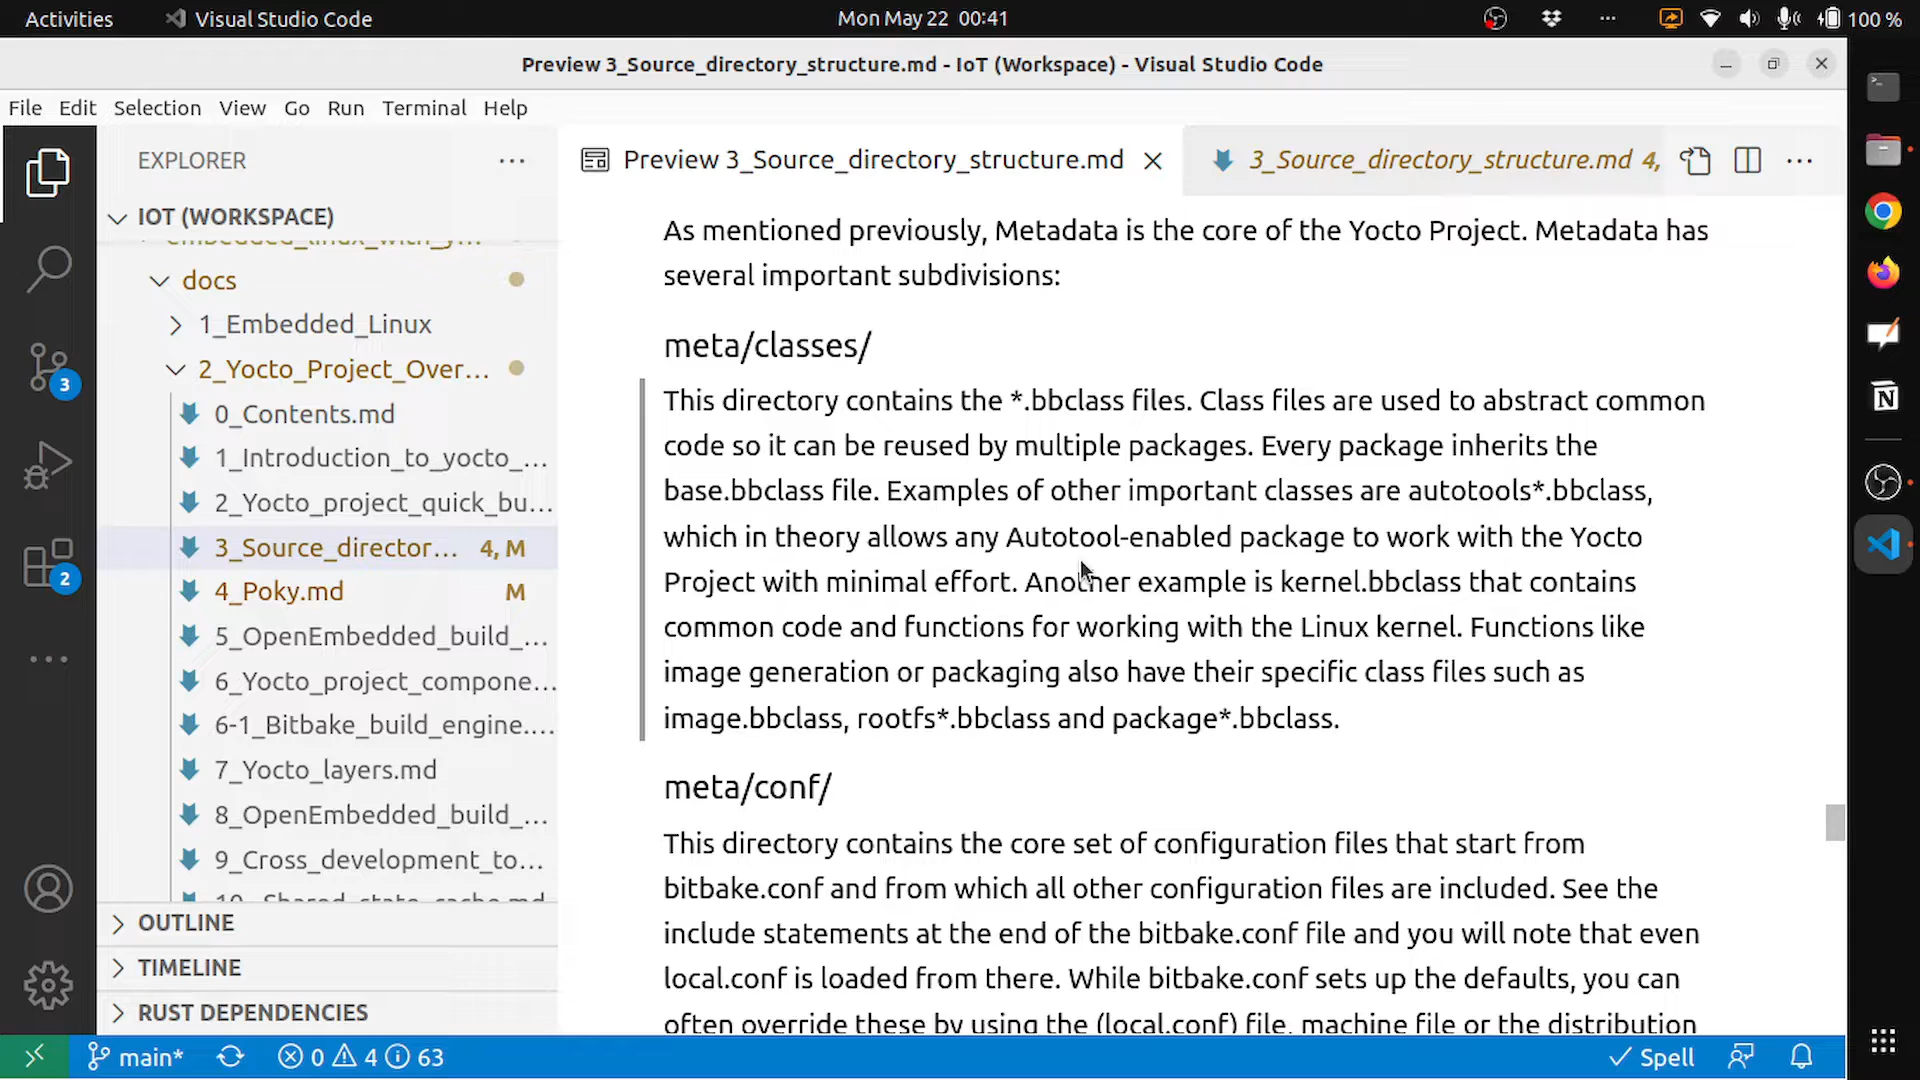 Activities
Visual Studio Code
Mon May 22 00:41
100 %
Preview 3_Source_directory_structure.md - IoT (Workspace) - Visual Studio Code
File Edit Selection View Go Run Terminal Help
EXPLORER
Preview 3_Source_directory_structure.md
3_Source_directory_structure.md 4,
IOT (WORKSPACE)
docs
1_Embedded_Linux
2_Yocto_Project_Over...
0_Contents.md
1_Introduction_to_yocto_...
2_Yocto_project_quick_bu...
3_Source_director... 4, M
4_Poky.md M
5_OpenEmbedded_build_...
6_Yocto_project_compone...
6-1_Bitbake_build_engine....
7_Yocto_layers.md
8_OpenEmbedded_build_...
9_Cross_development_to...
OUTLINE
TIMELINE
RUST DEPENDENCIES
3
2
As mentioned previously, Metadata is the core of the Yocto Project. Metadata has
several important subdivisions:
meta/classes/
This directory contains the *.bbclass files. Class files are used to abstract common
code so it can be reused by multiple packages. Every package inherits the
base.bbclass file. Examples of other important classes are autotools*.bbclass,
which in theory allows any Autotool-enabled package to work with the Yocto
Project with minimal effort. Another example is kernel.bbclass that contains
common code and functions for working with the Linux kernel. Functions like
image generation or packaging also have their specific class files such as
image.bbclass, rootfs*.bbclass and package*.bbclass.
meta/conf/
This directory contains the core set of configuration files that start from
bitbake.conf and from which all other configuration files are included. See the
include statements at the end of the bitbake.conf file and you will note that even
local.conf is loaded from there. While bitbake.conf sets up the defaults, you can
often override these by using the (local.conf) file, machine file or the distribution
main* 0 4 63
Spell